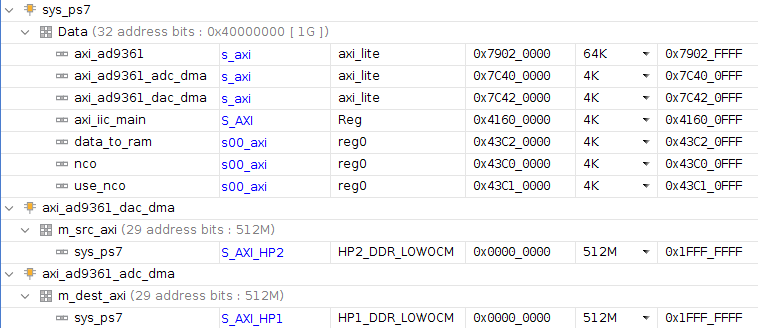 sys_ps7
Data (32 address bits : 0x40000000 [ 1G ])
axi_ad9361 s_axi axi_lite 0x7902_0000 64K 0x7902_FFFF
axi_ad9361_adc_dma s_axi axi_lite 0x7C40_0000 4K 0x7C40_0FFF
axi_ad9361_dac_dma s_axi axi_lite 0x7C42_0000 4K 0x7C42_0FFF
axi_iic_main S_AXI Reg 0x4160_0000 4K 0x4160_0FFF
data_to_ram s00_axi reg0 0x43C2_0000 4K 0x43C2_0FFF
nco s00_axi reg0 0x43C0_0000 4K 0x43C0_0FFF
use_nco s00_axi reg0 0x43C1_0000 4K 0x43C1_0FFF
axi_ad9361_dac_dma
m_src_axi (29 address bits : 512M)
sys_ps7 S_AXI_HP2 HP2_DDR_LOWOCM 0x0000_0000 512M 0x1FFF_FFFF
axi_ad9361_adc_dma
m_dest_axi (29 address bits : 512M)
sys_ps7 S_AXI_HP1 HP1_DDR_LOWOCM 0x0000_0000 512M 0x1FFF_FFFF